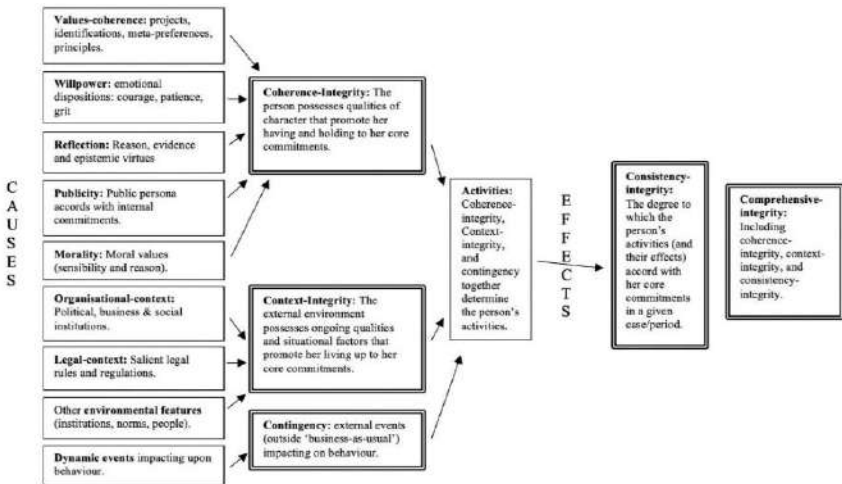 Values-coherence: projects,
identifications, meta-preferences,
principles.
Willpower: emotional
dispositions: courage, patience,
grit
Reflection: Reason, evidence
and epistemic virtues
Publicity: Public persona
accords with internal
commitments.
Morality: Moral values
(sensibility and reason).
Organisational-context:
Political, business & social
institutions.
Legal-context: Salient legal
rules and regulations.
Other environmental features
(institutions, norms, people).
Dynamic events impacting upon
behaviour.
CAUSES
Coherence-Integrity: The
person possesses qualities of
character that promote her
having and holding to her core
commitments.
Context-Integrity: The
external environment
possesses ongoing qualities
and situational factors that
promote her living up to her
core commitments.
Contingency: external events
(outside ‘business-as-usual’)
impacting on behaviour.
Activities:
Coherence-
integrity,
Context-
integrity,
and
contingency
together
determine
the person’s
activities.
EFFECTS
Consistency-
integrity:
The degree to
which the
person’s
activities (and
their effects)
accord with
her core
commitments
in a given
case/period.
Comprehensive-
integrity:
Including
coherence-
integrity, context-
integrity, and
consistency-
integrity.